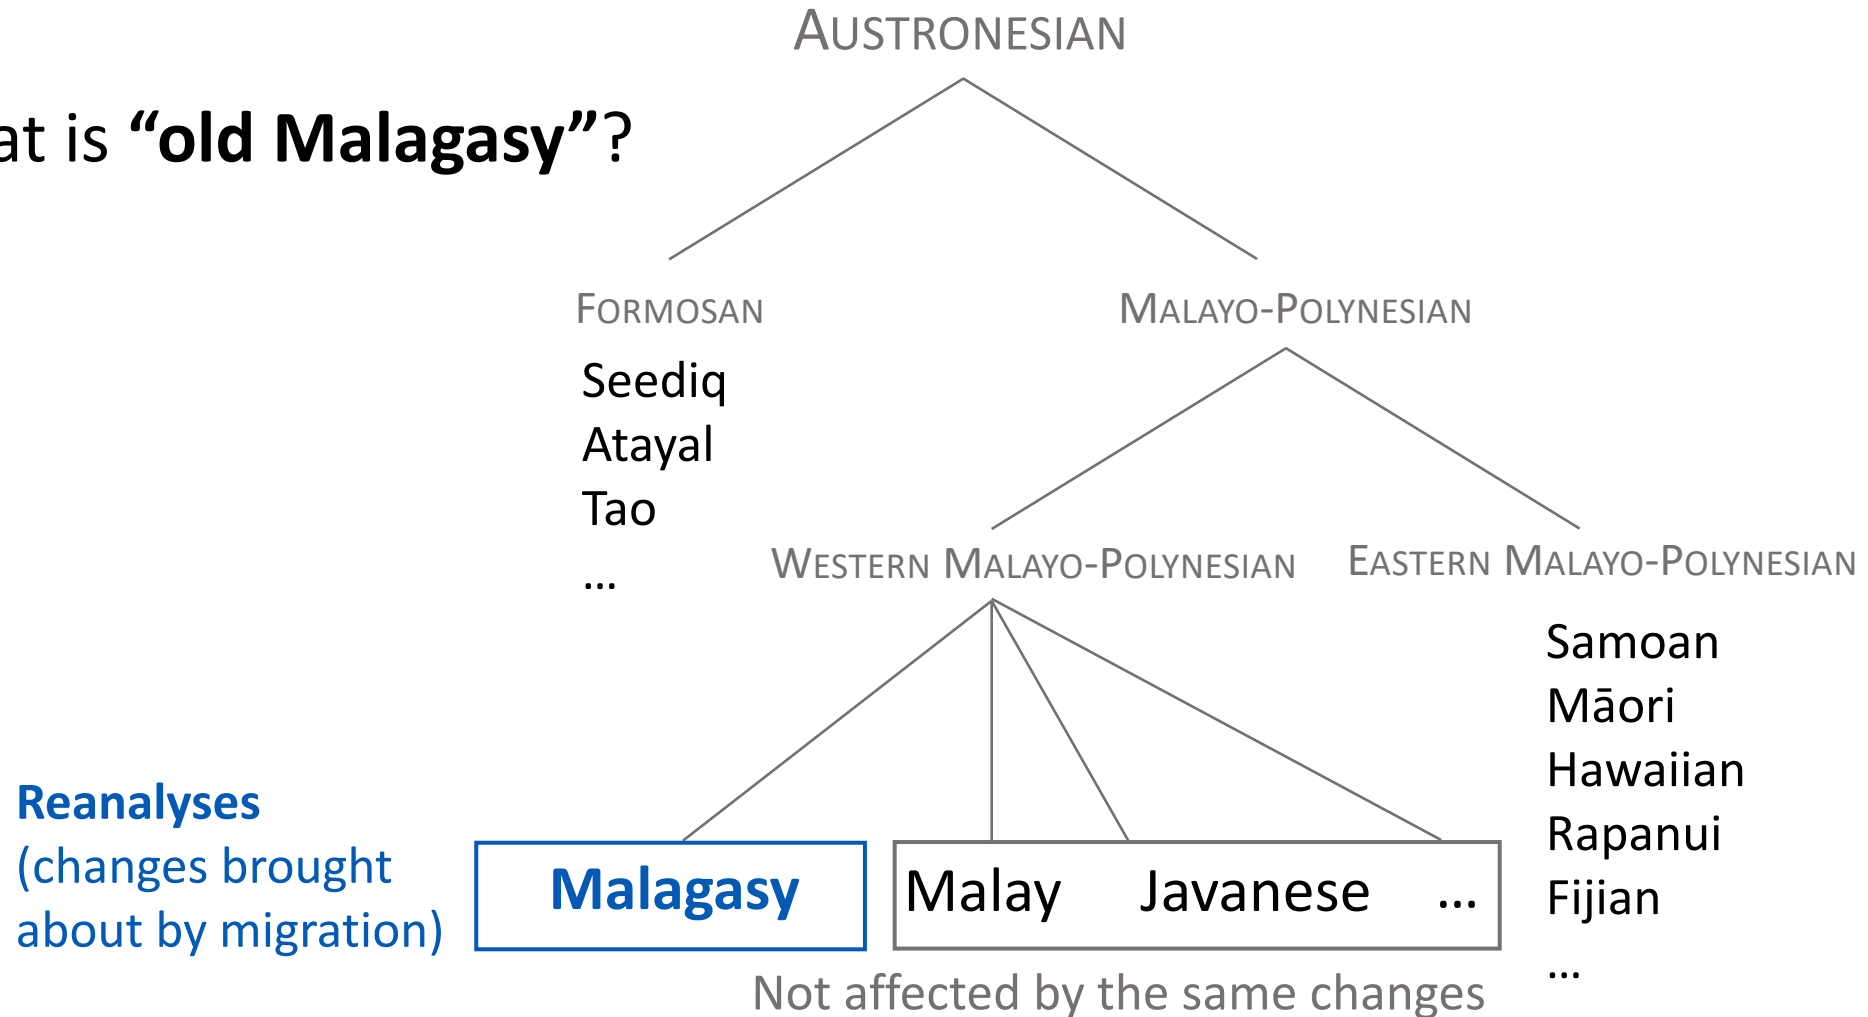 AUSTRONESIAN
at is “old Malagasy”?
FORMOSAN
MALAYO-POLYNESIAN
Seediq
Atayal
Tao
...
WESTERN MALAYO-POLYNESIAN
EASTERN MALAYO-POLYNESIAN
Samoan
Māori
Hawaiian
Rapanui
Fijian
...
Reanalyses
(changes brought
about by migration)
Malagasy
Malay Javanese ...
Not affected by the same changes